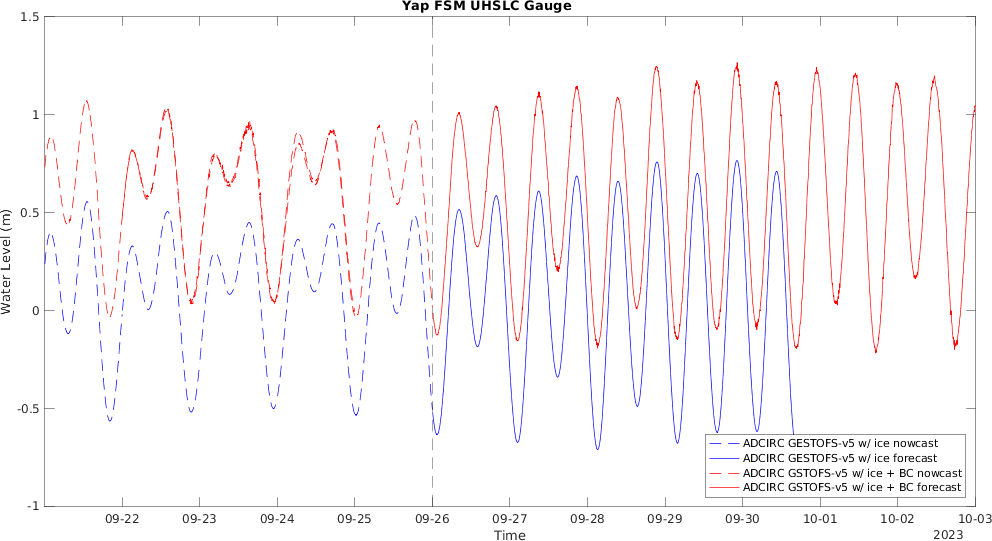 Yap FSM UHSLC Gauge
1.5
1
0.5
0
-0.5
-1
Water Level (m)
ADCIRC GESTOFS-v5 w/ ice nowcast
ADCIRC GESTOFS-v5 w/ ice forecast
ADCIRC GSTOFS-v5 w/ ice + BC nowcast
ADCIRC GSTOFS-v5 w/ ice + BC forecast
09-22 09-23 09-24 09-25 09-26 09-27 09-28 09-29 09-30 10-01 10-02 10-03
Time
2023